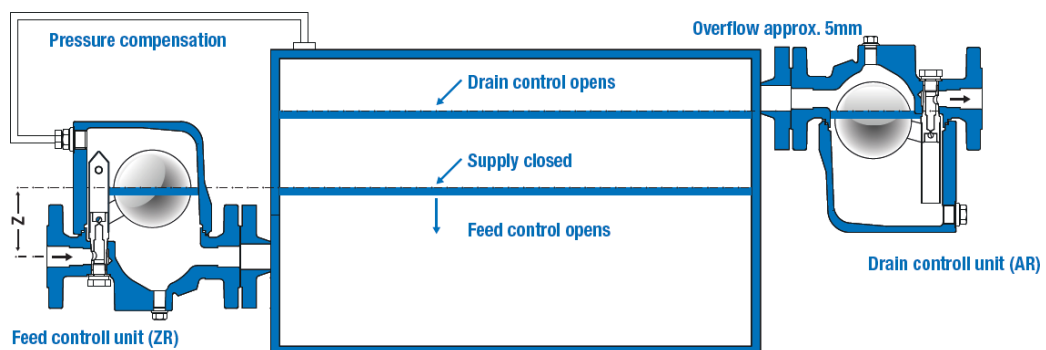 Pressure compensation
Overflow approx. 5mm
Drain control opens
Supply closed
Z
Feed control opens
Drain controll unit (AR)
Feed controll unit (ZR)